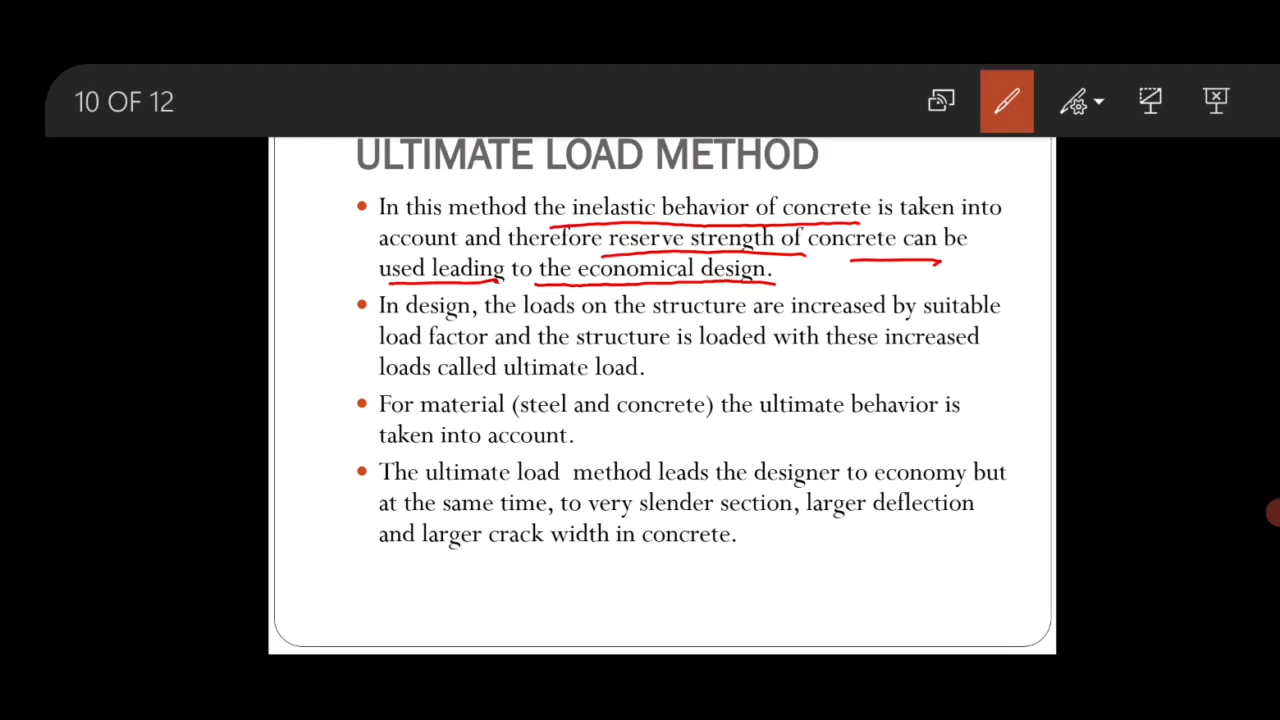 10 OF 12
ULTIMATE LOAD METHOD
• In this method the inelastic behavior of concrete is taken into
account and therefore reserve strength of concrete can be
used leading to the economical design.
• In design, the loads on the structure are increased by suitable
load factor and the structure is loaded with these increased
loads called ultimate load.
• For material (steel and concrete) the ultimate behavior is
taken into account.
• The ultimate load method leads the designer to economy but
at the same time, to very slender section, larger deflection
and larger crack width in concrete.